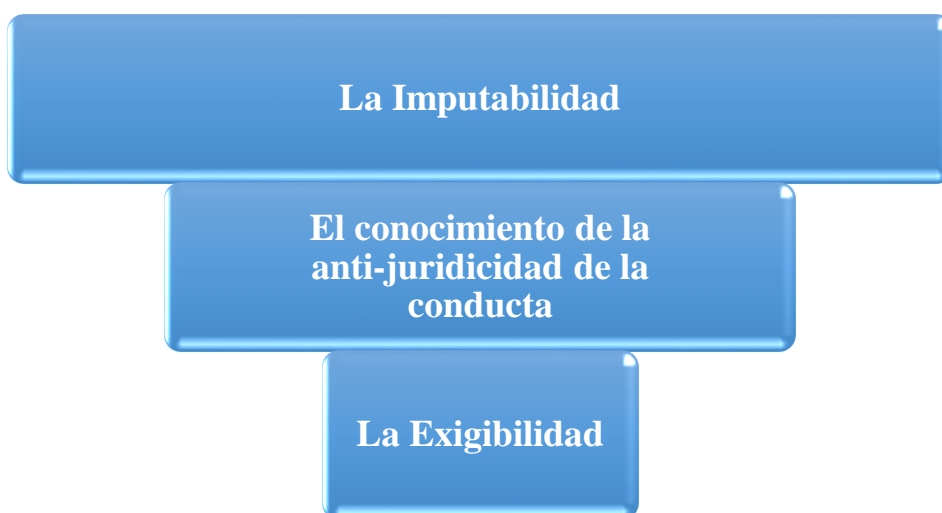 La Imputabilidad
El conocimiento de la
anti-juridicidad de la
conducta
La Exigibilidad